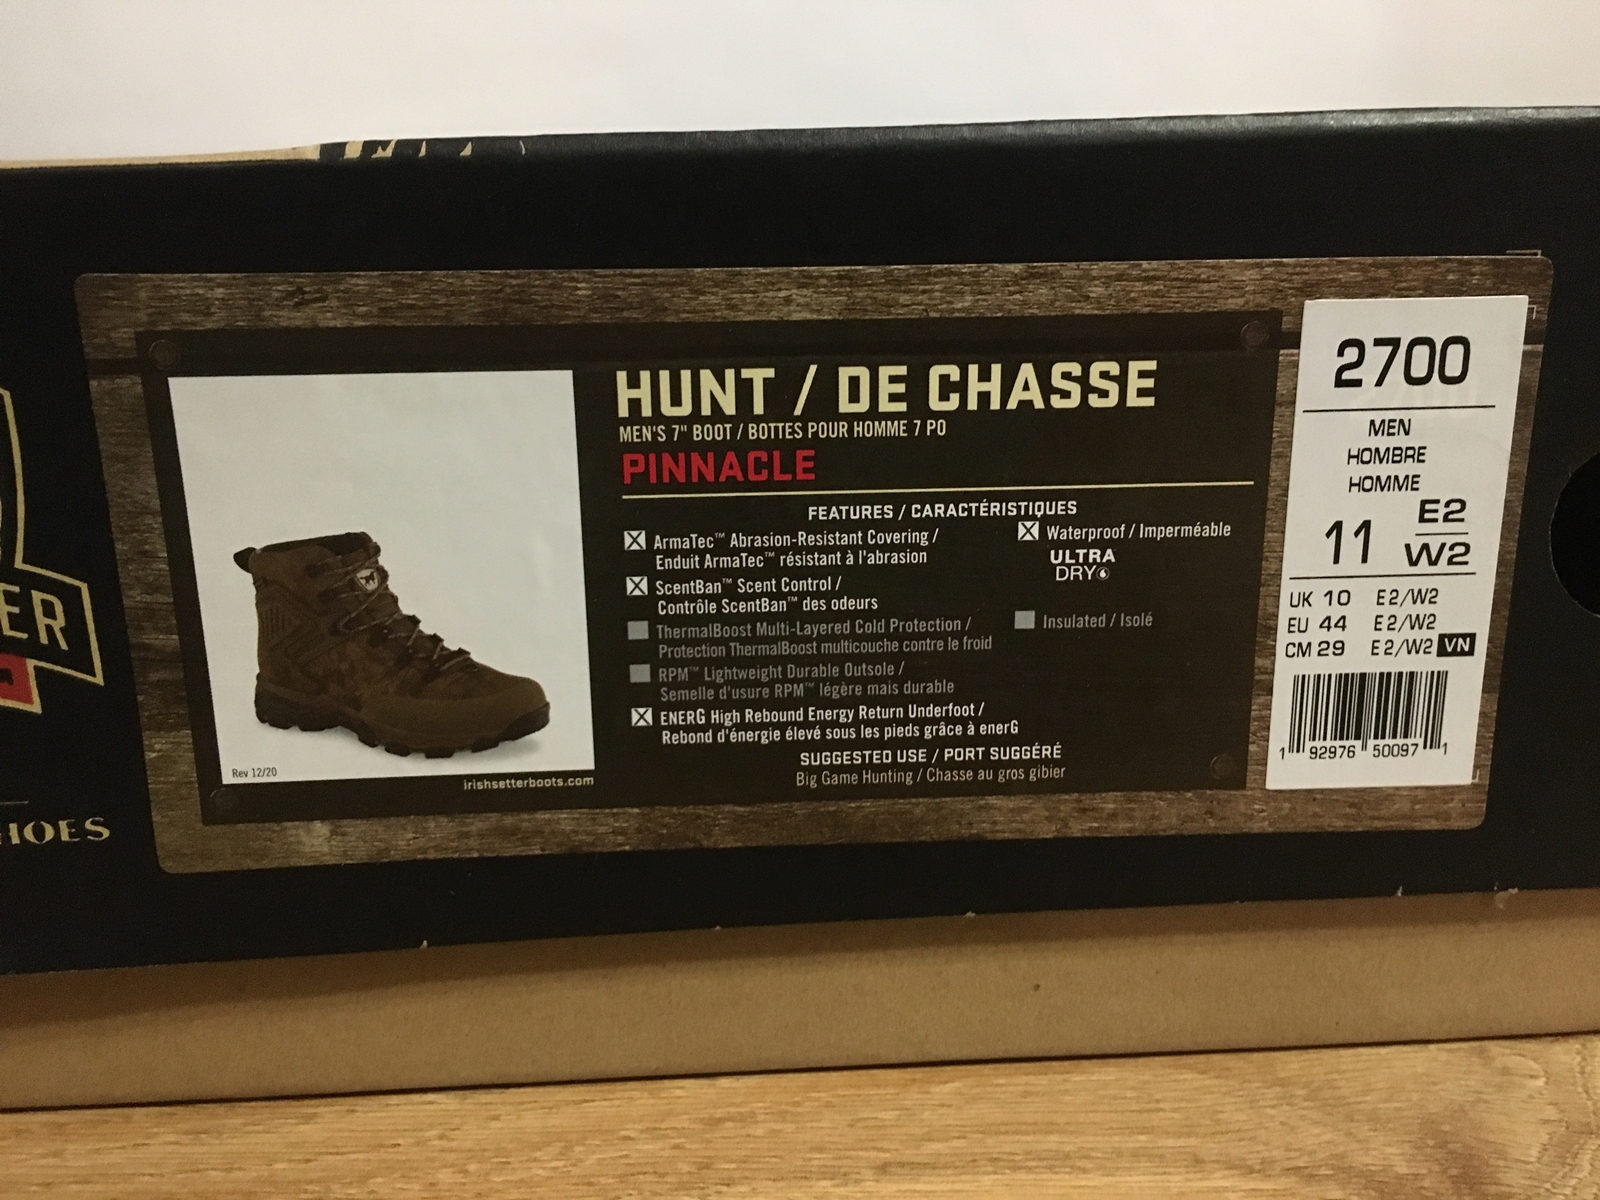 ER
HOES
HUNT / DE CHASSE
MEN'S 7" BOOT / BOTTES POUR HOMME 7 PO
PINNACLE
FEATURES / CARACTÉRISTIQUES
ArmaTec™ Abrasion-Resistant Covering /
Enduit ArmaTec™ résistant à l'abrasion
ScentBan™ Scent Control /
Contrôle ScentBan™ des odeurs
ThermalBoost Multi-Layered Cold Protection /
Protection ThermalBoost multicouche contre le froid
RPM™ Lightweight Durable Outsole /
Semelle d'usure RPM™ légère mais durable
ENERG High Rebound Energy Return Underfoot /
Rebond d'énergie élevé sous les pieds grâce à enerG
Waterproof / Imperméable
ULTRA
DRY
Insulated / Isolé
SUGGESTED USE / PORT SUGGÉRÉ
Big Game Hunting / Chasse au gros gibier
Rev 12/20
irishsetterboots.com
2700
MEN
HOMBRE
HOMME
11 E2
W2
UK 10 E2/W2
EU 44 E2/W2
CM 29 E2/W2 VN
1 92976 50097 1